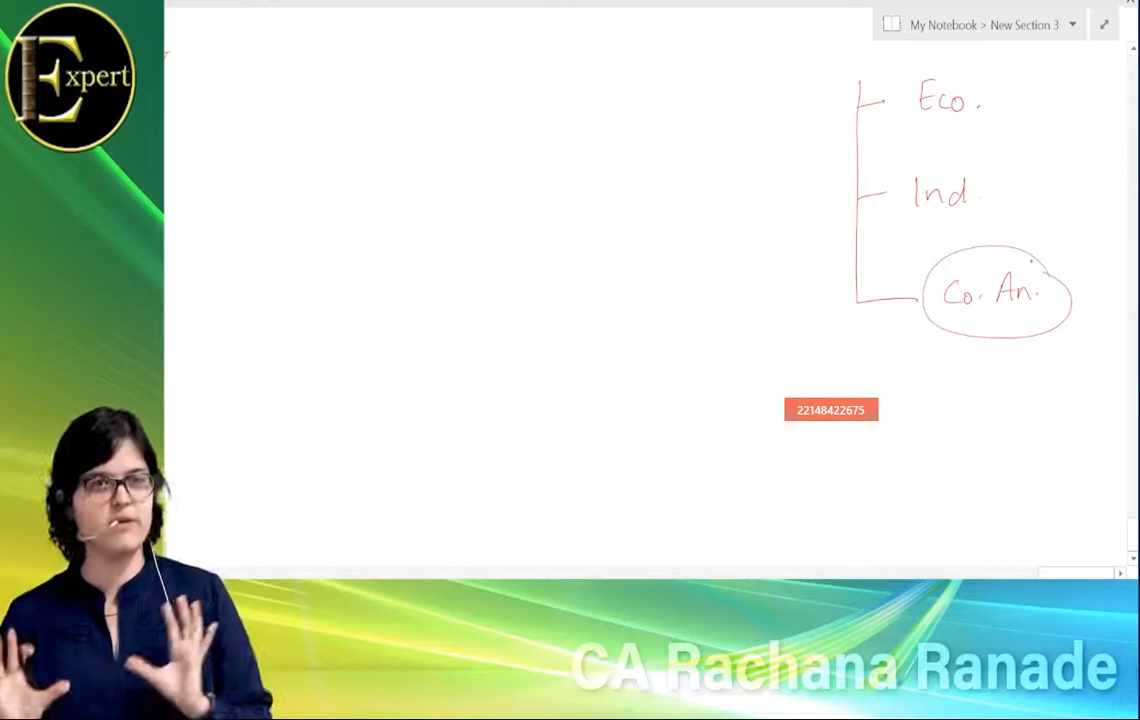 Expert
My Notebook > New Section 3
Eco.
Ind.
Co. An.
22148422675
CA Rachana Ranade